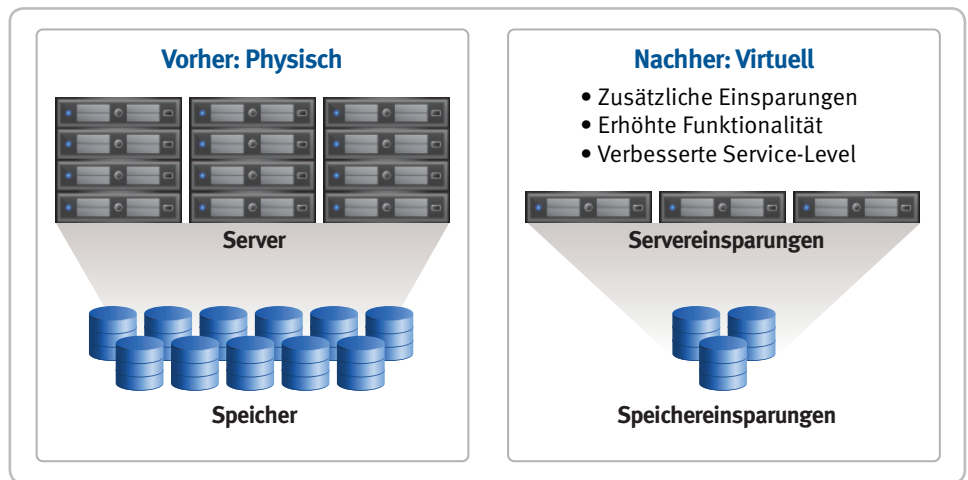 Vorher: Physisch
Server
Speicher
Nachher: Virtuell
• Zusätzliche Einsparungen
• Erhöhte Funktionalität
• Verbesserte Service-Level
Servereinsparungen
Speichereinsparungen